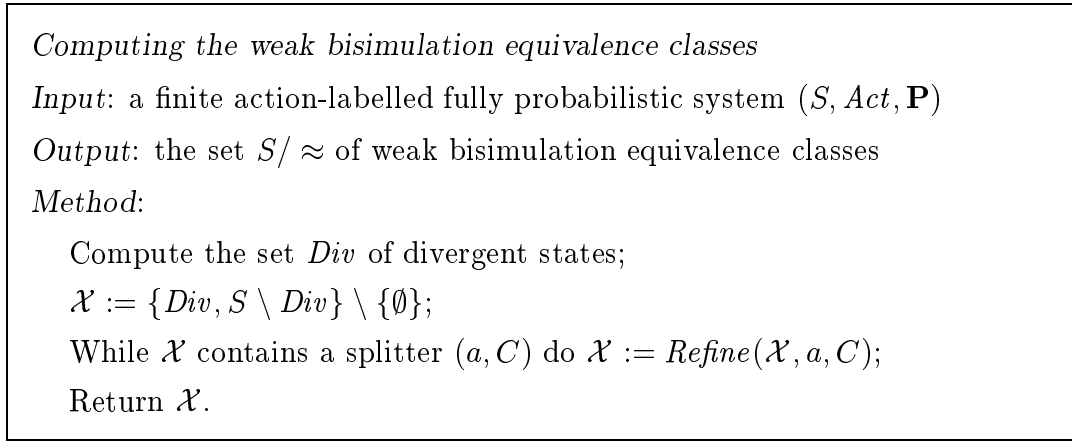 Computing the weak bisimulation equivalence classes
Input: a finite action-labelled fully probabilistic system (S, Act, P)
Output: the set S/ ≈ of weak bisimulation equivalence classes
Method:
Compute the set Div of divergent states;
𝒳 := {Div, S \ Div} \ {∅};
While 𝒳 contains a splitter (a, C) do 𝒳 := Refine(𝒳, a, C);
Return 𝒳.